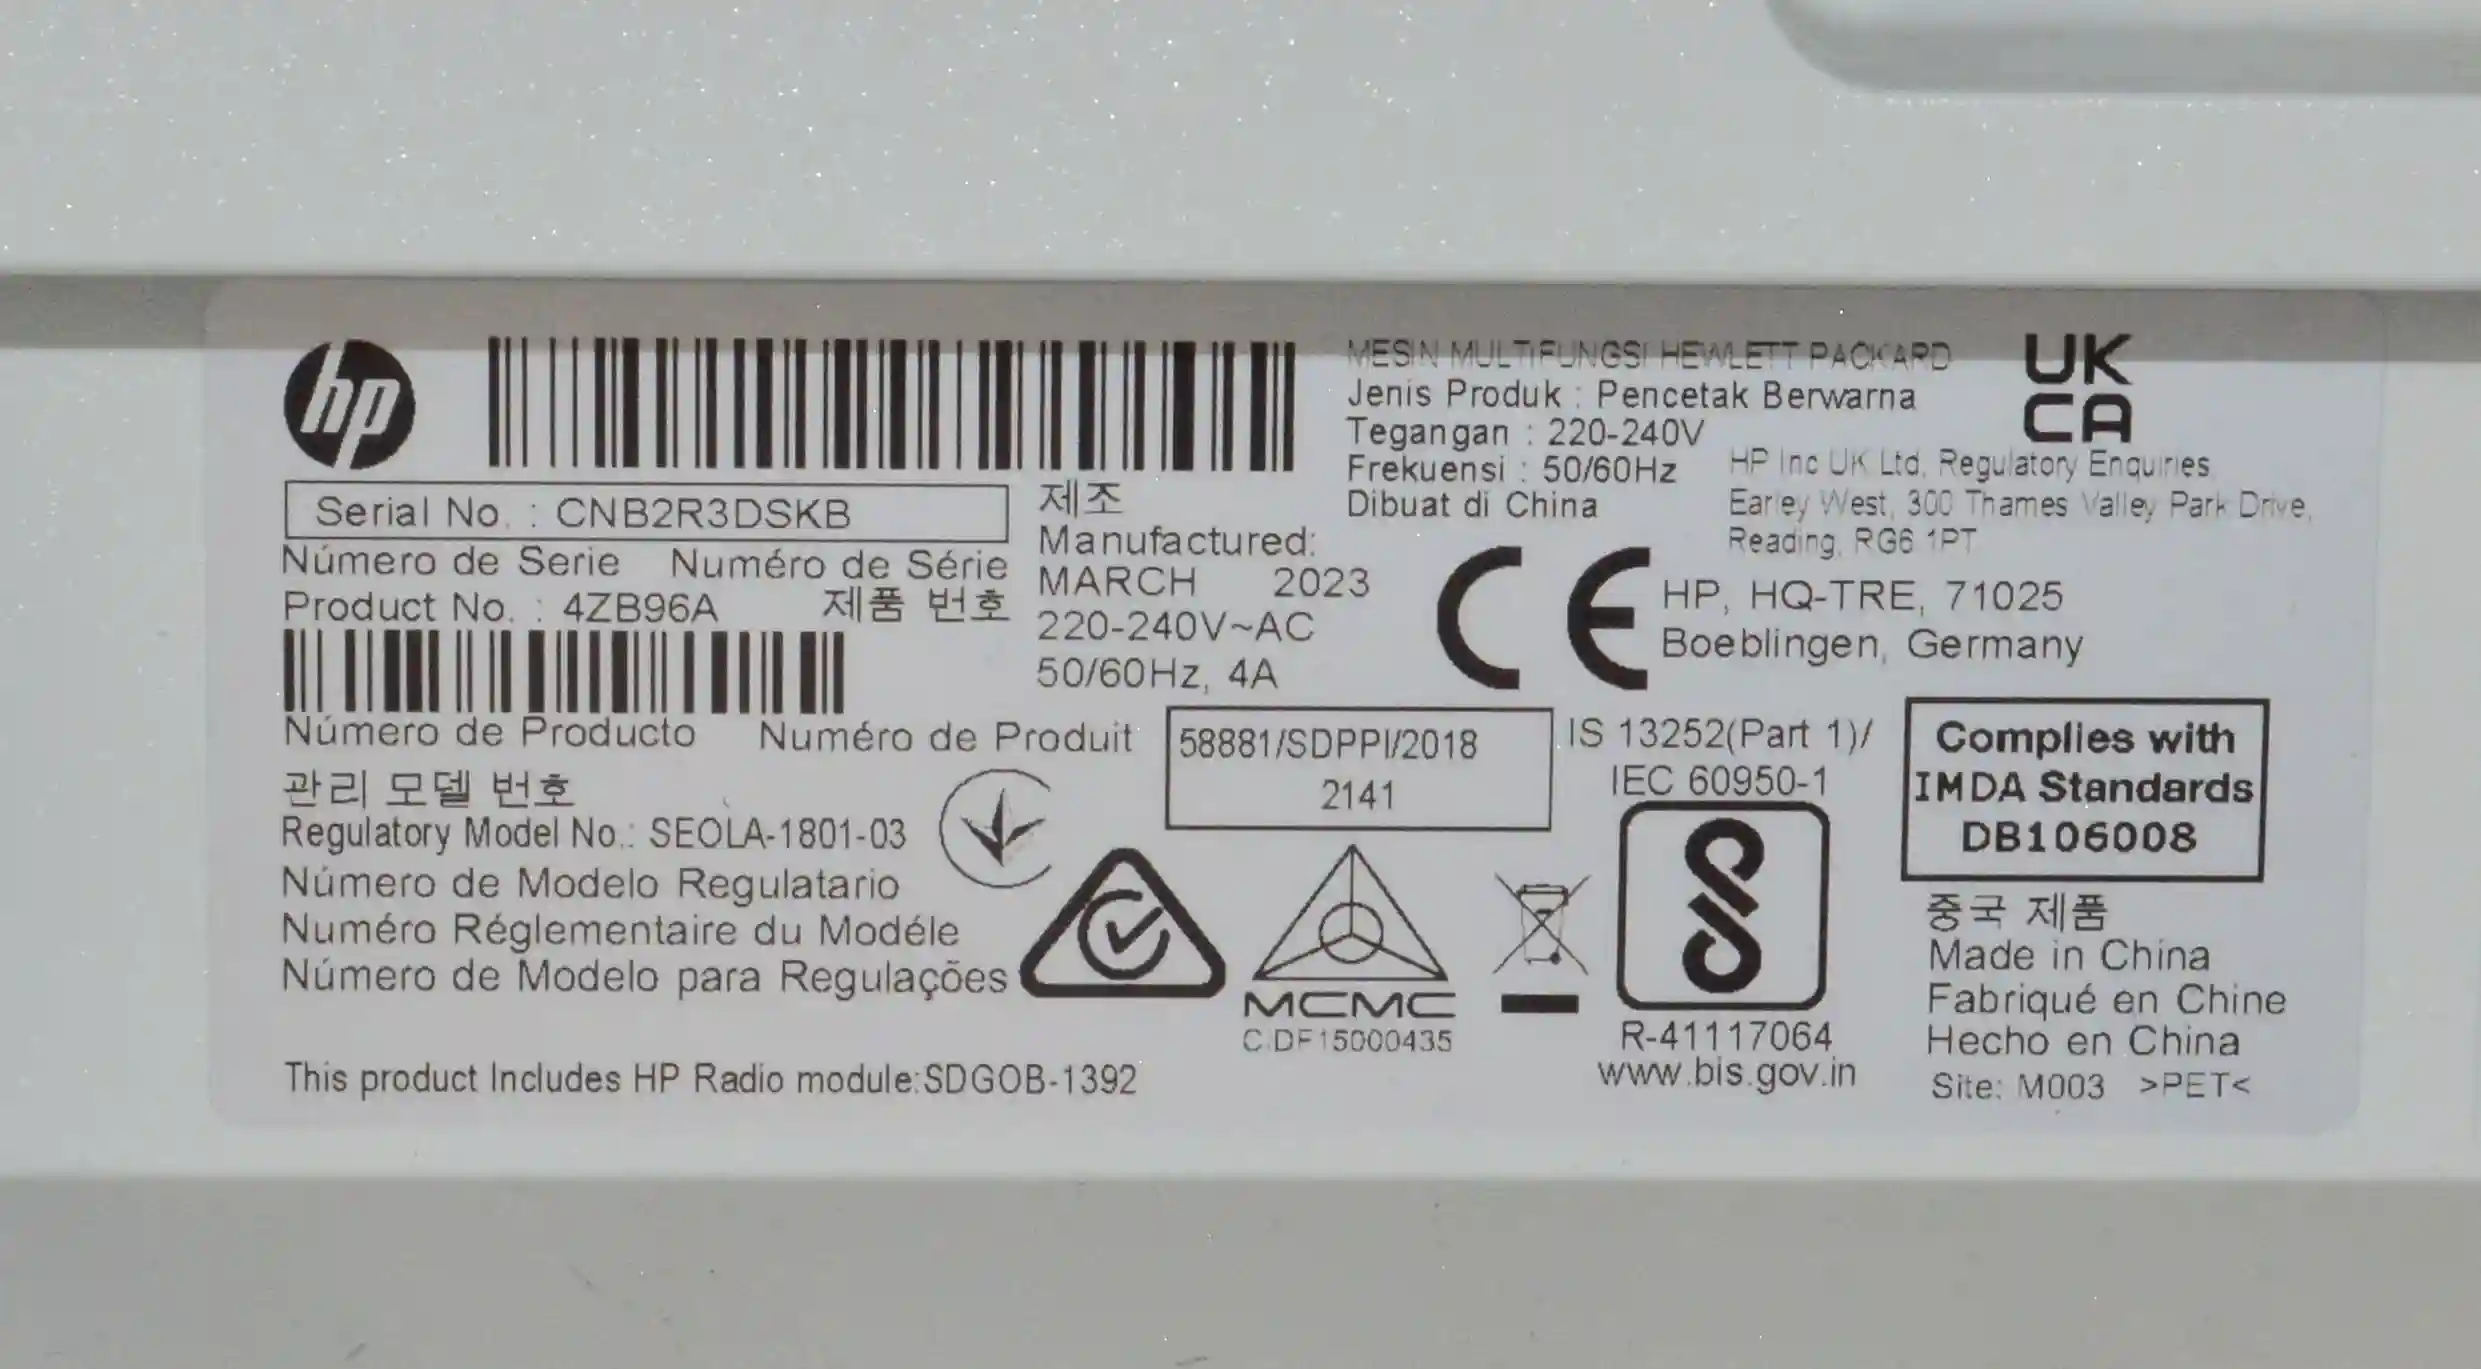 hp
Serial No. : CNB2R3DSKB
Número de Serie Numéro de Série
Product No. : 4ZB96A 제품 번호
Número de Producto Numéro de Produit
관리 모델 번호
Regulatory Model No.: SEOLA-1801-03
Número de Modelo Regulatario
Numéro Réglementaire du Modéle
Número de Modelo para Regulações
This product Includes HP Radio module:SDGOB-1392
제조
Manufactured:
MARCH 2023
220-240V~AC
50/60Hz, 4A
MESIN MULTIFUNGSI HEWLETT PACKARD
Jenis Produk : Pencetak Berwarna
Tegangan : 220-240V
Frekuensi : 50/60Hz
Dibuat di China
UK
CA
HP Inc UK Ltd, Regulatory Enquiries,
Earley West, 300 Thames Valley Park Drive,
Reading, RG6 1PT
CE
HP, HQ-TRE, 71025
Boeblingen, Germany
58881/SDPPI/2018
2141
IS 13252(Part 1)/
IEC 60950-1
Complies with
IMDA Standards
DB106008
MCMC
CIDF15000435
R-41117064
www.bis.gov.in
중국 제품
Made in China
Fabriqué en Chine
Hecho en China
Site: M003 >PET<